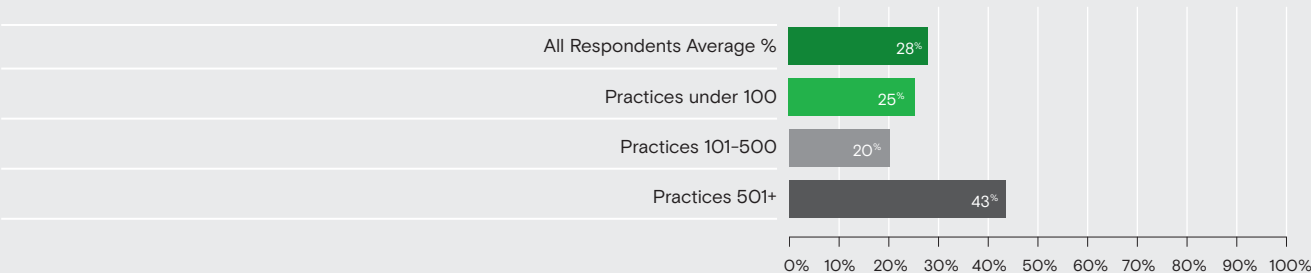 All Respondents Average % 28%
Practices under 100 25%
Practices 101-500 20%
Practices 501+ 43%
0% 10% 20% 30% 40% 50% 60% 70% 80% 90% 100%